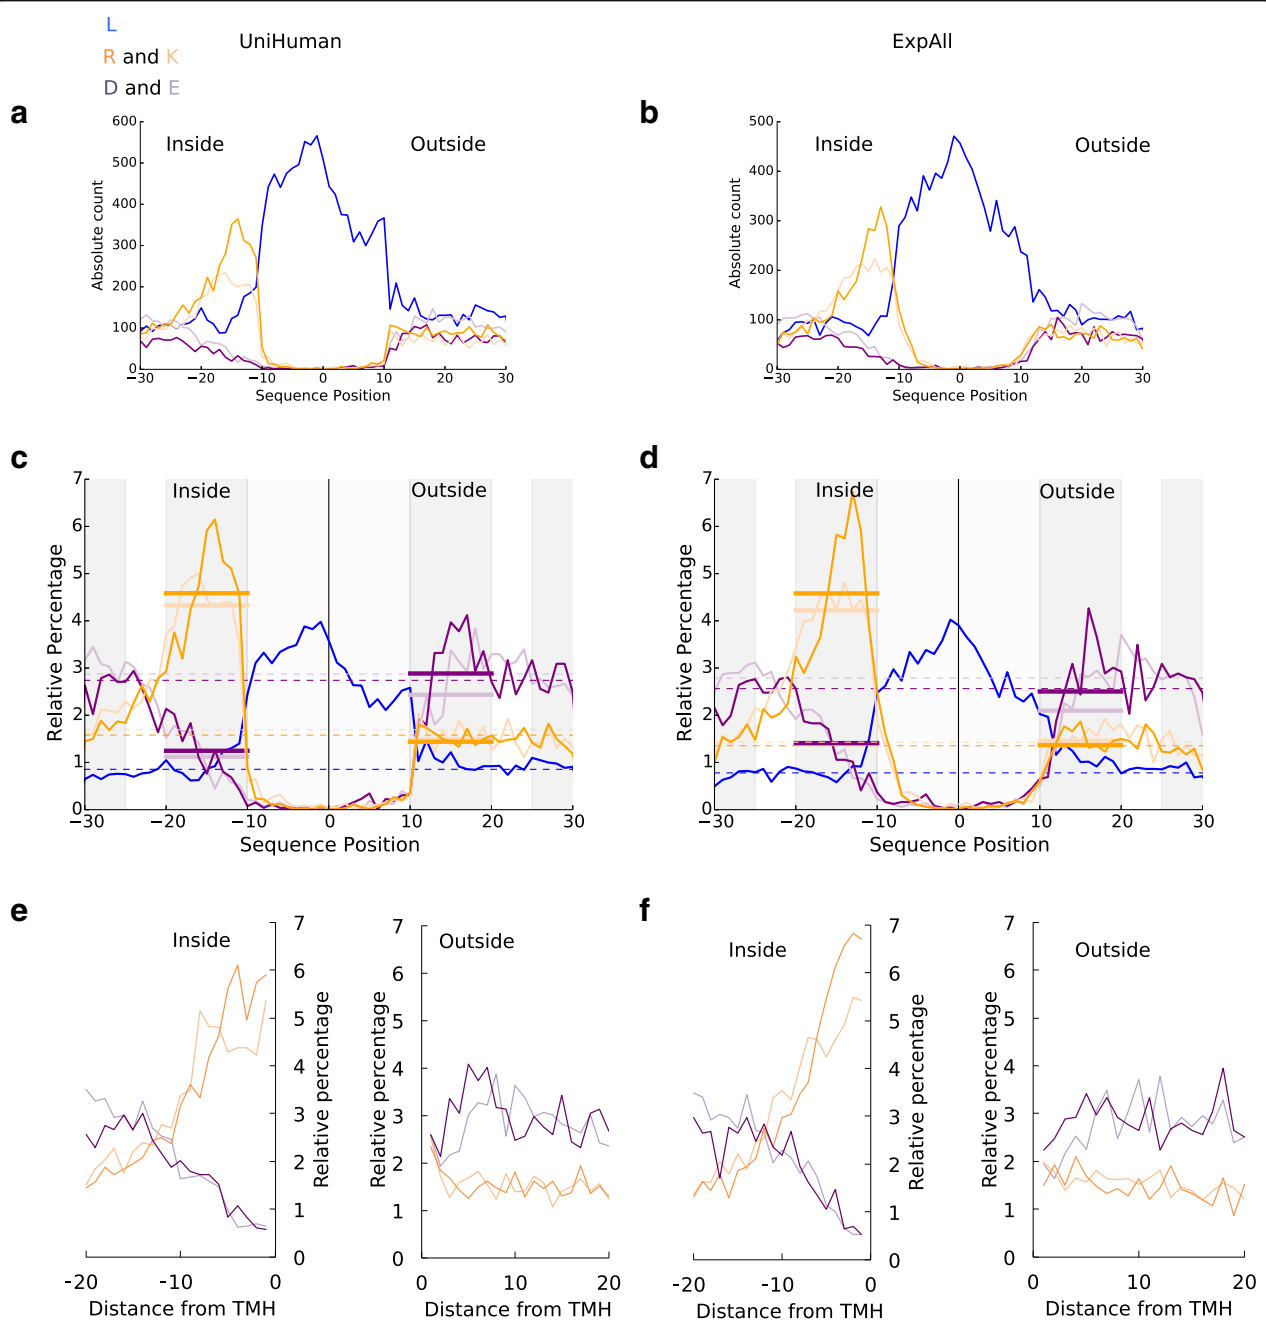 L
R and K
D and E
UniHuman
ExpAll
a
600
500
400
300
200
100
0
Absolute count
Inside
Outside
−30
−20
−10
0
10
20
30
Sequence Position
b
500
400
300
200
100
0
Absolute count
Inside
Outside
−30
−20
−10
0
10
20
30
Sequence Position
c
7
6
5
4
3
2
1
0
Relative Percentage
Inside
Outside
−30
−20
−10
0
10
20
30
Sequence Position
d
7
6
5
4
3
2
1
0
Relative Percentage
Inside
Outside
−30
−20
−10
0
10
20
30
Sequence Position
e
Inside
7
6
5
4
3
2
1
0
Relative percentage
-20
-10
0
Distance from TMH
Outside
7
6
5
4
3
2
1
0
Relative percentage
0
10
20
Distance from TMH
f
Inside
7
6
5
4
3
2
1
0
Relative percentage
-20
-10
0
Distance from TMH
Outside
7
6
5
4
3
2
1
0
Relative percentage
0
10
20
Distance from TMH